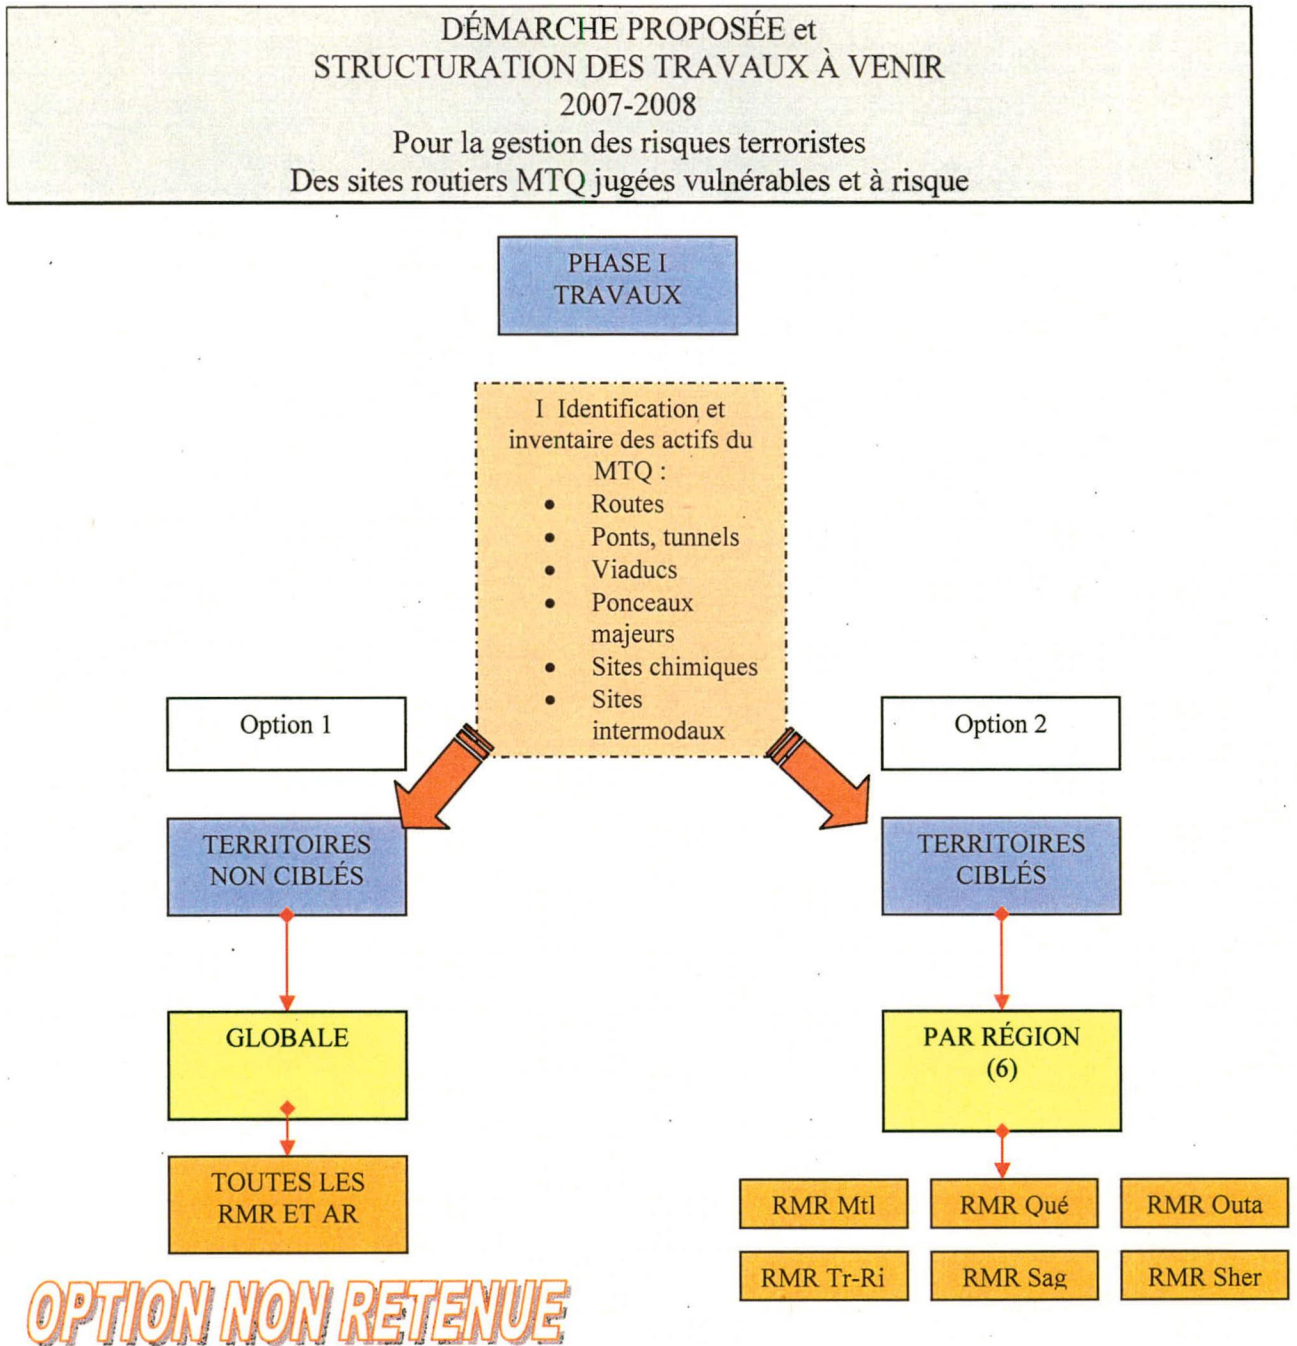 DÉMARCHE PROPOSÉE et
STRUCTURATION DES TRAVAUX À VENIR
2007-2008
Pour la gestion des risques terroristes
Des sites routiers MTQ jugées vulnérables et à risque
PHASE I
TRAVAUX
I Identification et
inventaire des actifs du
MTQ :
• Routes
• Ponts, tunnels
• Viaducs
• Ponceaux
majeurs
• Sites chimiques
• Sites
intermodaux
Option 1
TERRITOIRES
NON CIBLÉS
GLOBALE
TOUTES LES
RMR ET AR
OPTION NON RETENUE
Option 2
TERRITOIRES
CIBLÉS
PAR RÉGION
(6)
RMR Mtl
RMR Qué
RMR Outa
RMR Tr-Ri
RMR Sag
RMR Sher